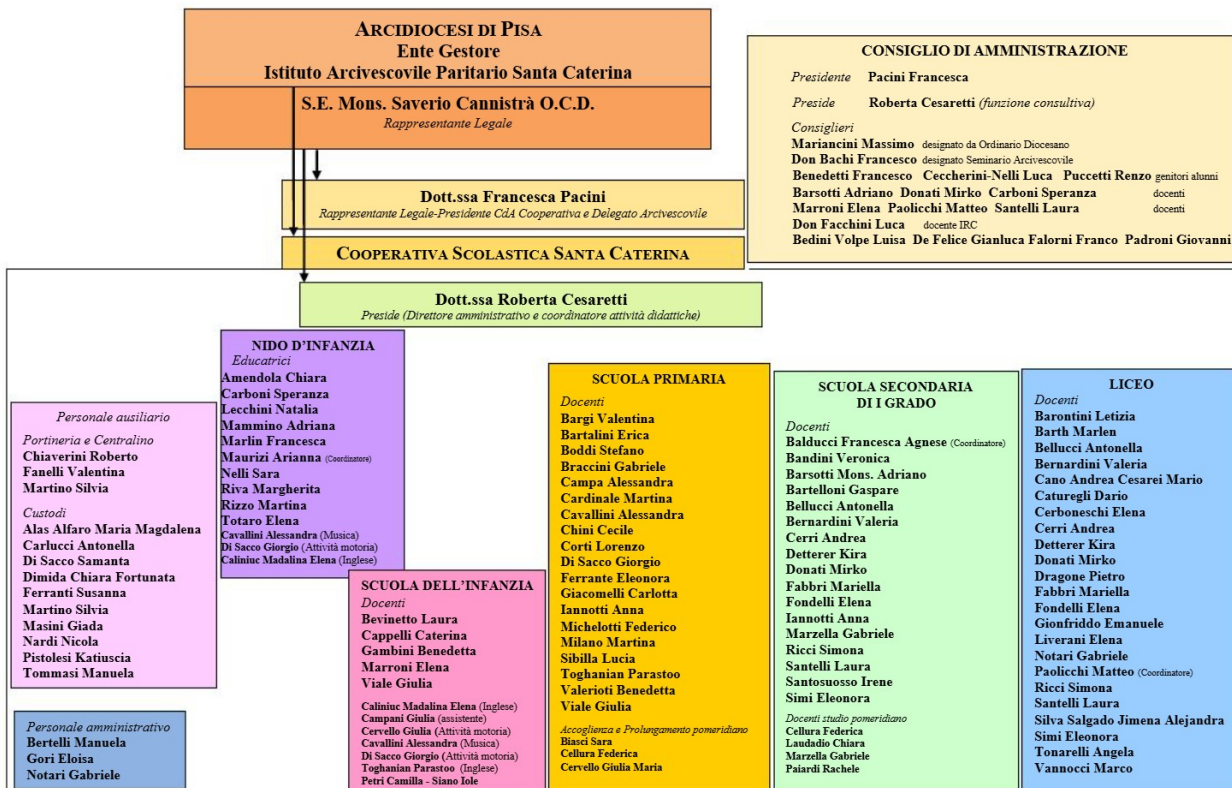 ARCIDIOCESI DI PISA
Ente Gestore
Istituto Arcivescovile Paritario Santa Caterina
S.E. Mons. Saverio Cannistrà O.C.D.
Rappresentante Legale
CONSIGLIO DI AMMINISTRAZIONE
Presidente Pacini Francesca
Preside Roberta Cesaretti (funzione consultiva)
Consiglieri
Mariancini Massimo designato da Ordinario Diocesano
Don Bachi Francesco designato Seminario Arcivescovile
Benedetti Francesco Ceccherini-Nelli Luca Puccetti Renzo genitori alunni
Barsotti Adriano Donati Mirko Carboni Speranza docenti
Marroni Elena Paolicchi Matteo Santelli Laura docenti
Don Facchini Luca docente IRC
Bedini Volpe Luisa De Felice Gianluca Falorni Franco Padroni Giovanni
Dott.ssa Francesca Pacini
Rappresentante Legale-Presidente CdA Cooperativa e Delegato Arcivescovile
COOPERATIVA SCOLASTICA SANTA CATERINA
Dott.ssa Roberta Cesaretti
Preside (Direttore amministrativo e coordinatore attività didattiche)
Personale ausiliario
Portineria e Centralino
Chiaverini Roberto
Fanelli Valentina
Martino Silvia
Custodi
Alas Alfaro Maria Magdalena
Carlucci Antonella
Di Sacco Samanta
Dimida Chiara Fortunata
Ferranti Susanna
Martino Silvia
Masini Giada
Nardi Nicola
Pistolesi Katiuscia
Tommasi Manuela
Personale amministrativo
Bertelli Manuela
Gori Eloisa
Notari Gabriele
NIDO D'INFANZIA
Educatrici
Amendola Chiara
Carboni Speranza
Lecchini Natalia
Mammino Adriana
Marlin Francesca
Maurizi Arianna (Coordinatore)
Nelli Sara
Riva Margherita
Rizzo Martina
Totaro Elena
Cavallini Alessandra (Musica)
Di Sacco Giorgio (Attività motoria)
Caliniuc Madalina Elena (Inglese)
SCUOLA DELL'INFANZIA
Docenti
Bevinetto Laura
Cappelli Caterina
Gambini Benedetta
Marroni Elena
Viale Giulia
Caliniuc Madalina Elena (Inglese)
Campani Giulia (assistente)
Cervello Giulia (Attività motoria)
Cavallini Alessandra (Musica)
Di Sacco Giorgio (Attività motoria)
Toghanian Parastoo (Inglese)
Petri Camilla - Siano Iole
SCUOLA PRIMARIA
Docenti
Bargi Valentina
Bartalini Erica
Boddi Stefano
Braccini Gabriele
Campa Alessandra
Cardinale Martina
Cavallini Alessandra
Chini Cecile
Corti Lorenzo
Di Sacco Giorgio
Ferrante Eleonora
Giacomelli Carlotta
Iannotti Anna
Michelotti Federico
Milano Martina
Sibilla Lucia
Toghanian Parastoo
Valerioti Benedetta
Viale Giulia
Accoglienza e Prolungamento pomeridiano
Biasci Sara
Cellura Federica
Cervello Giulia Maria
SCUOLA SECONDARIA
DI I GRADO
Docenti
Balducci Francesca Agnese (Coordinatore)
Bandini Veronica
Barsotti Mons. Adriano
Bartelloni Gaspare
Bellucci Antonella
Bernardini Valeria
Cerri Andrea
Detterer Kira
Donati Mirko
Fabbri Mariella
Fondelli Elena
Iannotti Anna
Marzella Gabriele
Ricci Simona
Santelli Laura
Santosuosso Irene
Simi Eleonora
Docenti studio pomeridiano
Cellura Federica
Laudadio Chiara
Marzella Gabriele
Paiardi Rachele
LICEO
Docenti
Barontini Letizia
Barth Marlen
Bellucci Antonella
Bernardini Valeria
Cano Andrea Cesarei Mario
Caturegli Dario
Cerboneschi Elena
Cerri Andrea
Detterer Kira
Donati Mirko
Dragone Pietro
Fabbri Mariella
Fondelli Elena
Gionfriddo Emanuele
Liverani Elena
Notari Gabriele
Paolicchi Matteo (Coordinatore)
Ricci Simona
Santelli Laura
Silva Salgado Jimena Alejandra
Simi Eleonora
Tonarelli Angela
Vannocci Marco